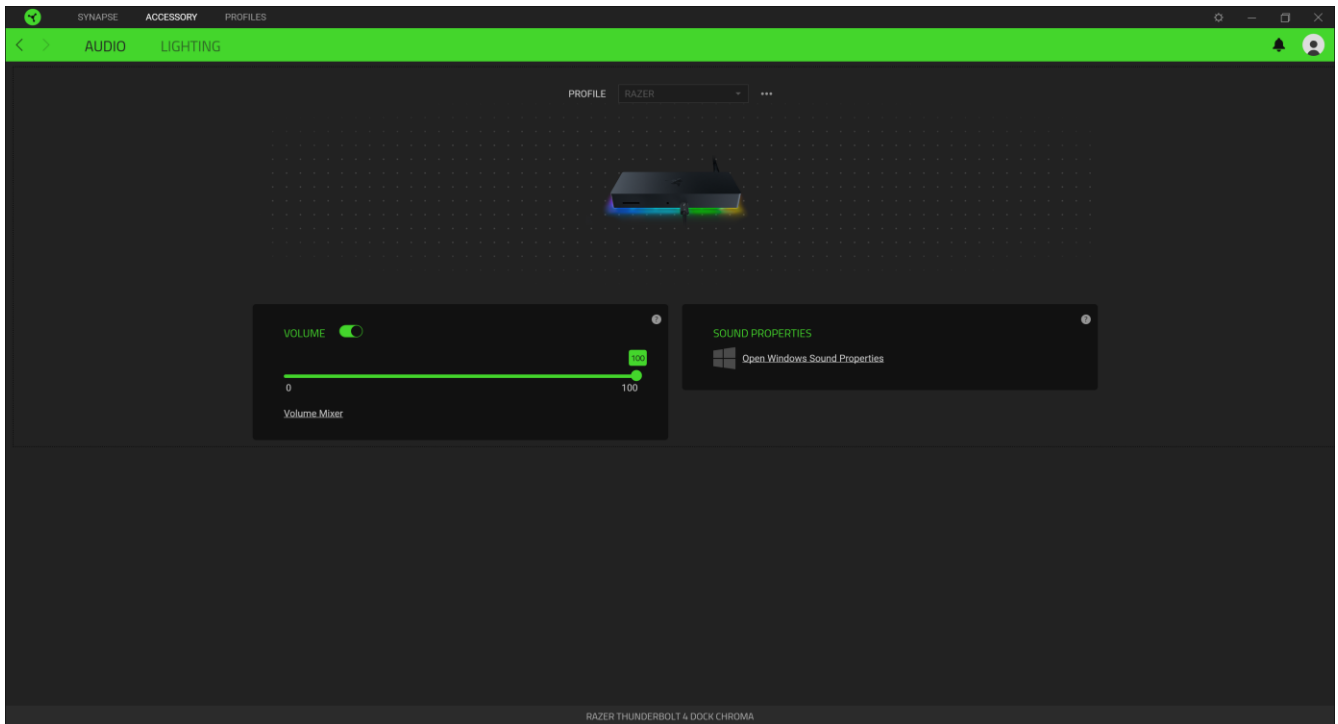 SYNAPSE ACCESSORY PROFILES
AUDIO LIGHTING
PROFILE RAZER
VOLUME
100
0 100
Volume Mixer
SOUND PROPERTIES
Open Windows Sound Properties
RAZER THUNDERBOLT 4 DOCK CHROMA